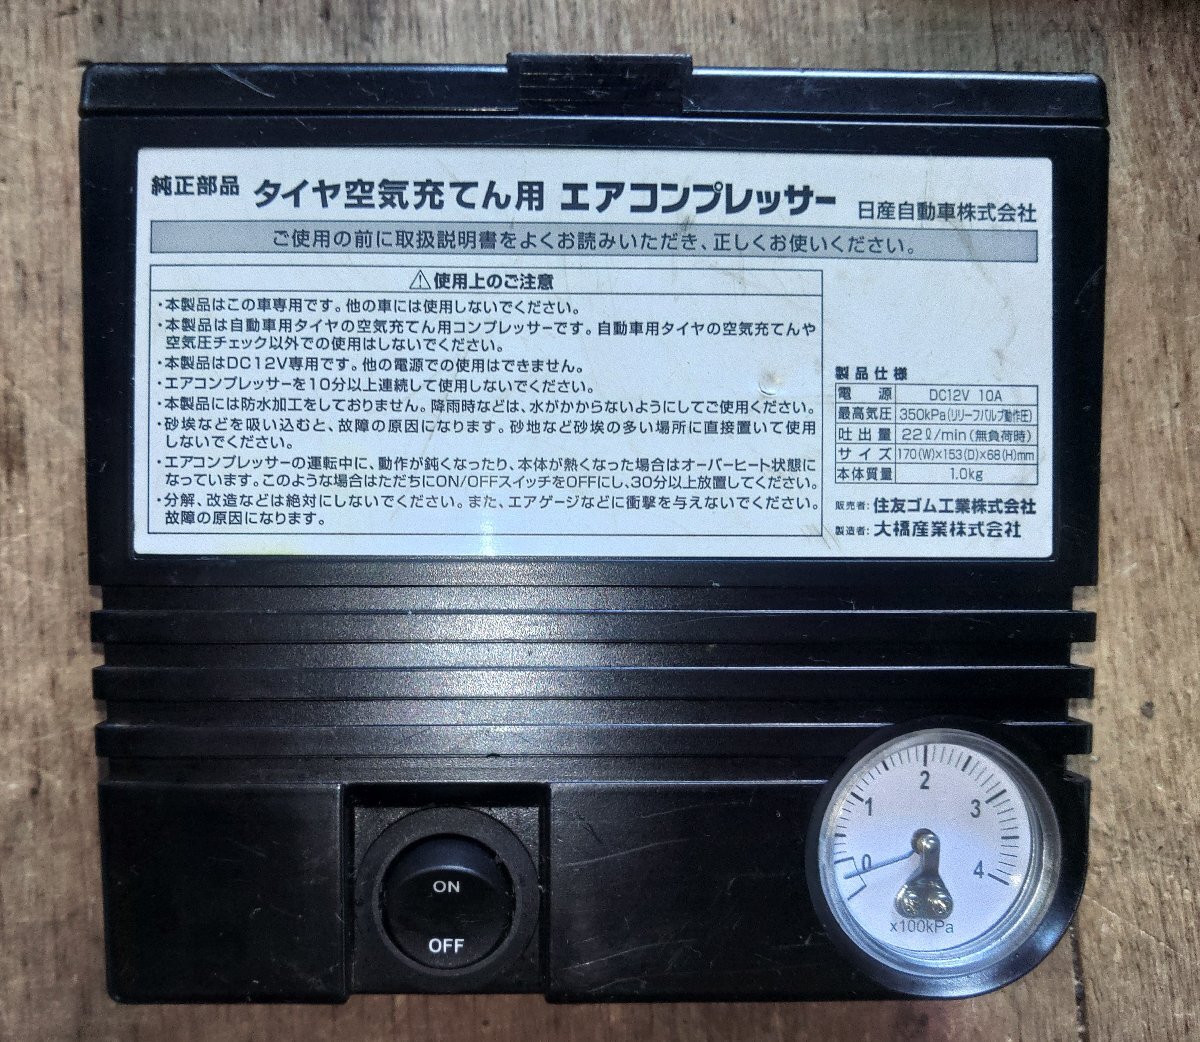 純正部品 タイヤ空気充てん用 エアコンプレッサー 日産自動車株式会社
ご使用の前に取扱説明書をよくお読みいただき、正しくお使いください。
⚠使用上のご注意
・本製品はこの車専用です。他の車には使用しないでください。
・本製品は自動車用タイヤの空気充てん用コンプレッサーです。自動車用タイヤの空気充てんや
空気圧チェック以外での使用はしないでください。
・本製品はDC12V専用です。他の電源での使用はできません。
・エアコンプレッサーを10分以上連続して使用しないでください。
・本製品には防水加工をしておりません。降雨時などは、水がかからないようにしてご使用ください。
・砂埃などを吸い込むと、故障の原因になります。砂地など砂埃の多い場所に直接置いて使用
しないでください。
・エアコンプレッサーの運転中に、動作が鈍くなったり、本体が熱くなった場合はオーバーヒート状態に
なっています。このような場合はただちにON/OFFスイッチをOFFにし、30分以上放置してください。
・分解、改造などは絶対にしないでください。また、エアゲージなどに衝撃を与えないでください。
故障の原因になります。
製品仕様
電源 DC12V 10A
最高気圧 350kPa(リリーフバルブ動作圧)
吐出量 22ℓ/min(無負荷時)
サイズ 170(W)×153(D)×68(H)mm
本体質量 1.0kg
販売者:住友ゴム工業株式会社
製造者:大橋産業株式会社
ON
OFF
0 1 2 3 4
x100kPa